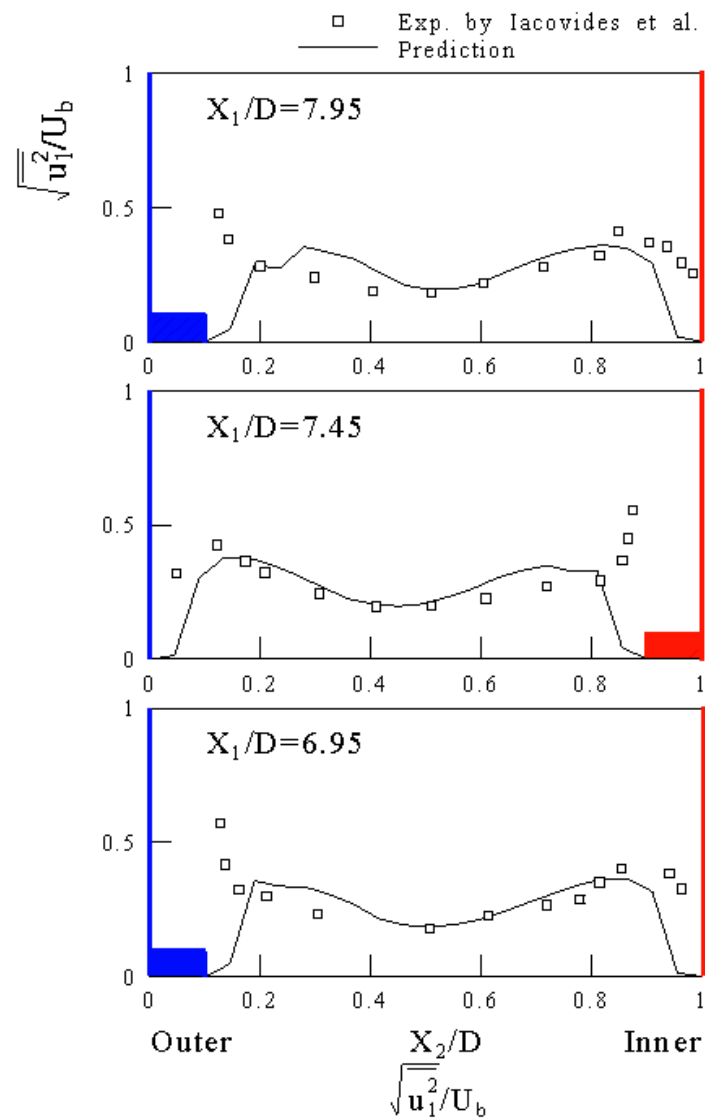 Exp. by Iacovides et al.
Prediction
√u₁²/U_b
1
X₁/D=7.95
0.5
0
0 0.2 0.4 0.6 0.8 1
1
X₁/D=7.45
0.5
0
0 0.2 0.4 0.6 0.8 1
1
X₁/D=6.95
0.5
0
0 0.2 0.4 0.6 0.8 1
Outer X₂/D Inner
√u₁²/U_b